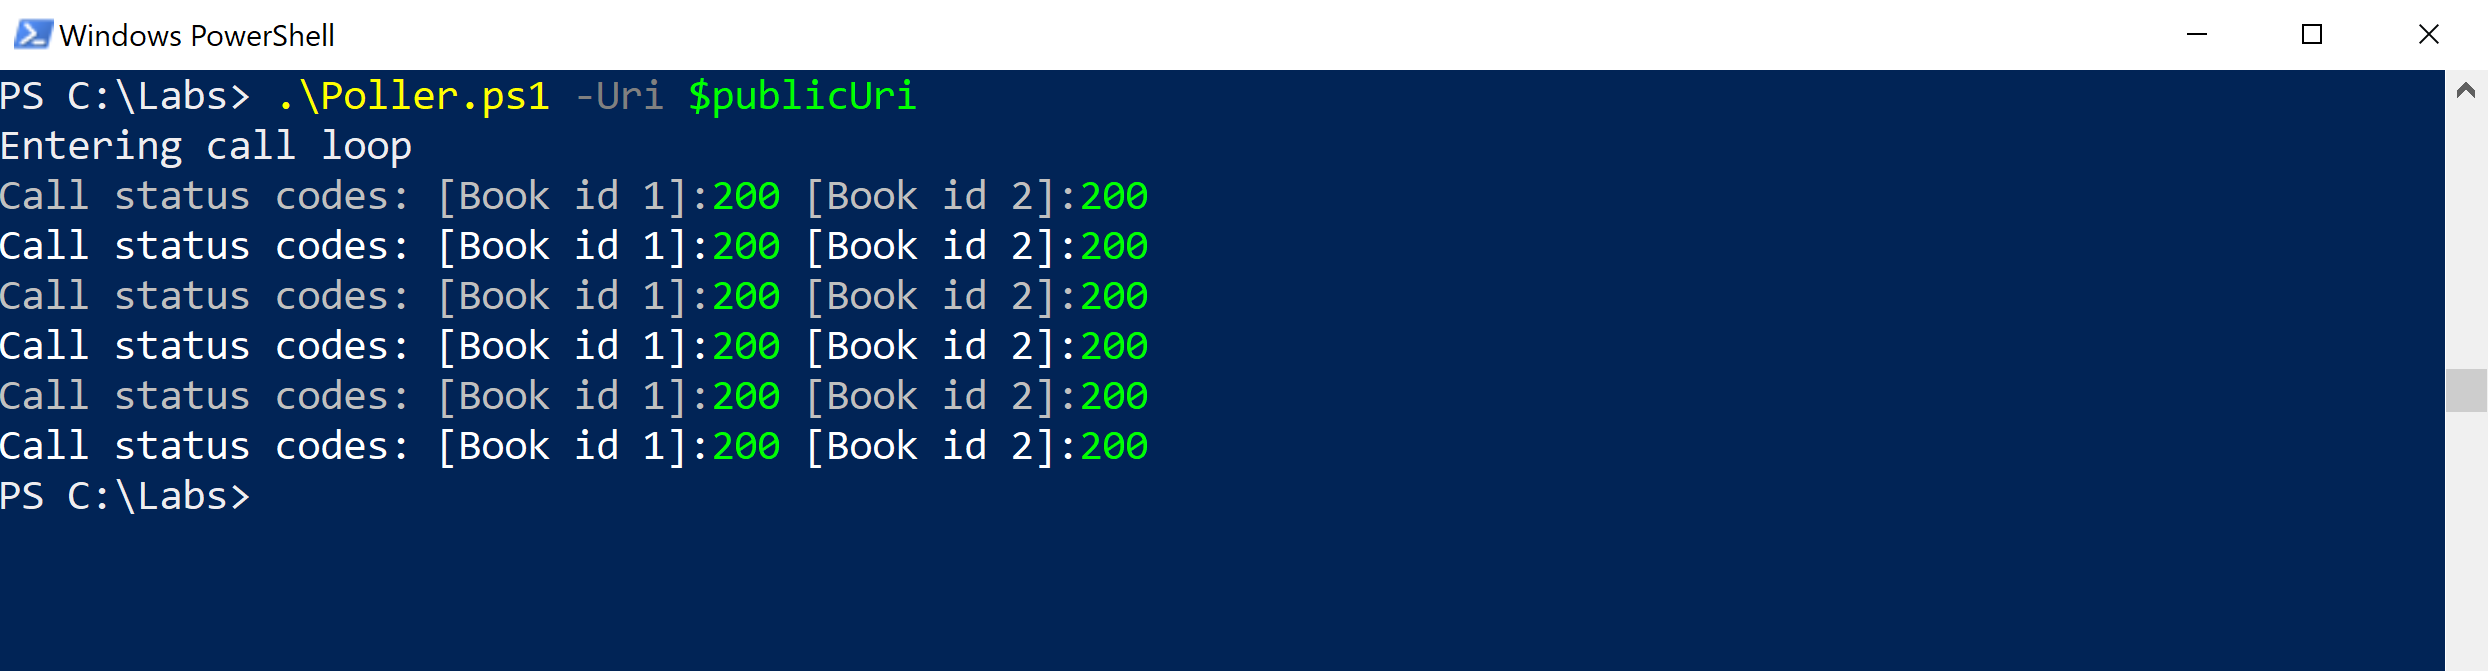 Windows PowerShell
PS C:\Labs> .\Poller.ps1 -Uri $publicUri
Entering call loop
Call status codes: [Book id 1]:200 [Book id 2]:200
Call status codes: [Book id 1]:200 [Book id 2]:200
Call status codes: [Book id 1]:200 [Book id 2]:200
Call status codes: [Book id 1]:200 [Book id 2]:200
Call status codes: [Book id 1]:200 [Book id 2]:200
Call status codes: [Book id 1]:200 [Book id 2]:200
PS C:\Labs>